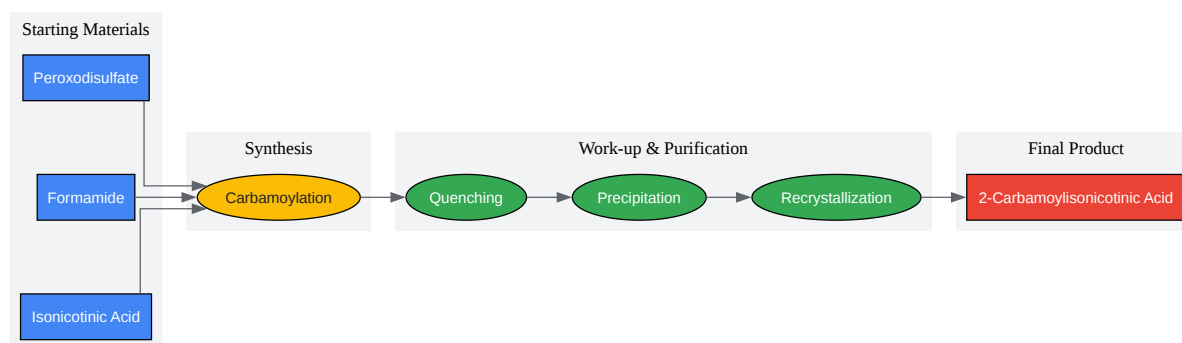 Starting Materials
Peroxodisulfate
Formamide
Isonicotinic Acid
Synthesis
Carbamoylation
Work-up & Purification
Quenching
Precipitation
Recrystallization
Final Product
2-Carbamoylisonicotinic Acid